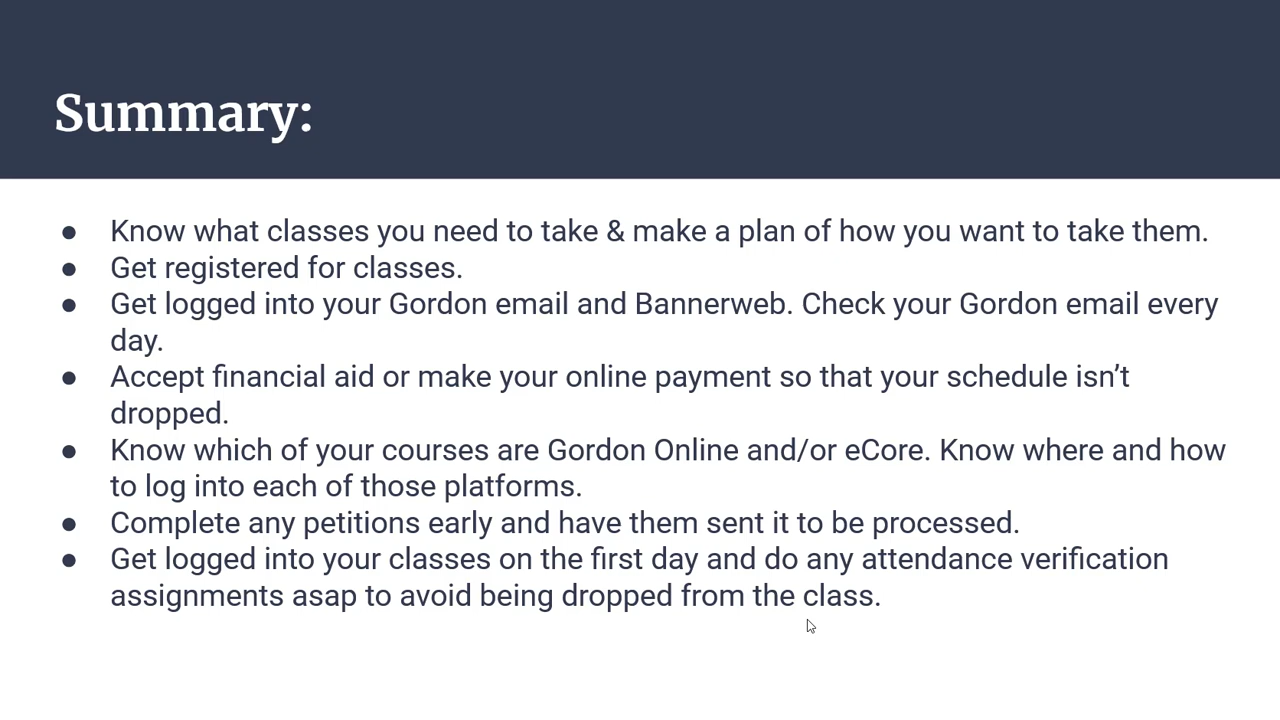 Summary:
● Know what classes you need to take & make a plan of how you want to take them.
● Get registered for classes.
● Get logged into your Gordon email and Bannerweb. Check your Gordon email every
day.
● Accept financial aid or make your online payment so that your schedule isn’t
dropped.
● Know which of your courses are Gordon Online and/or eCore. Know where and how
to log into each of those platforms.
● Complete any petitions early and have them sent it to be processed.
● Get logged into your classes on the first day and do any attendance verification
assignments asap to avoid being dropped from the class.